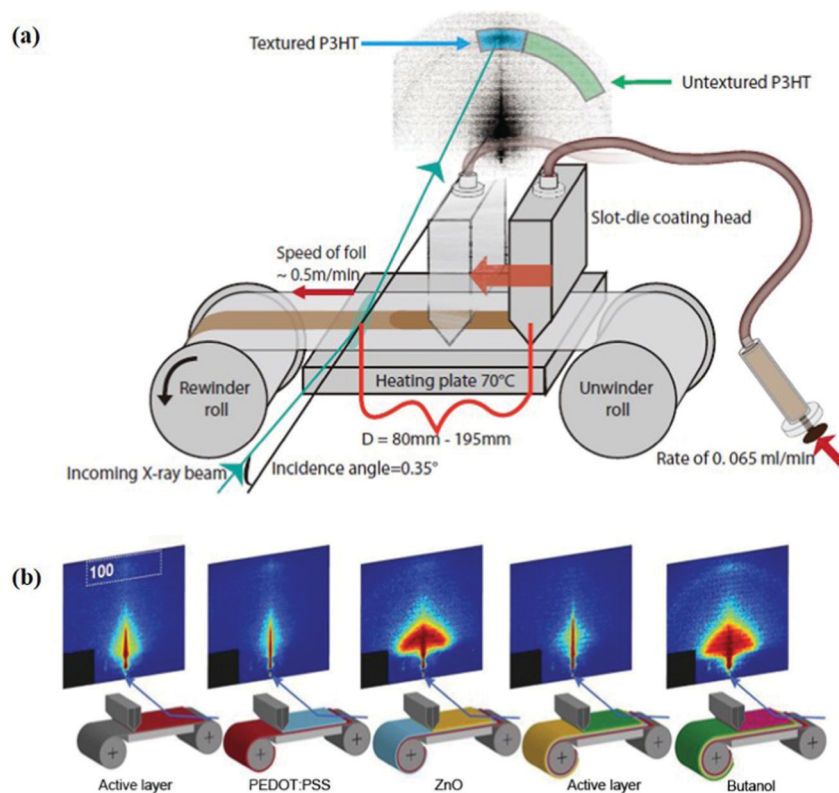 (a)
Textured P3HT
Untextured P3HT
Slot-die coating head
Speed of foil
~ 0.5m/min
Heating plate 70°C
Rewinder
roll
Unwinder
roll
D = 80mm - 195mm
Incoming X-ray beam
Incidence angle=0.35°
Rate of 0. 065 ml/min
(b)
100
Active layer
PEDOT:PSS
ZnO
Active layer
Butanol